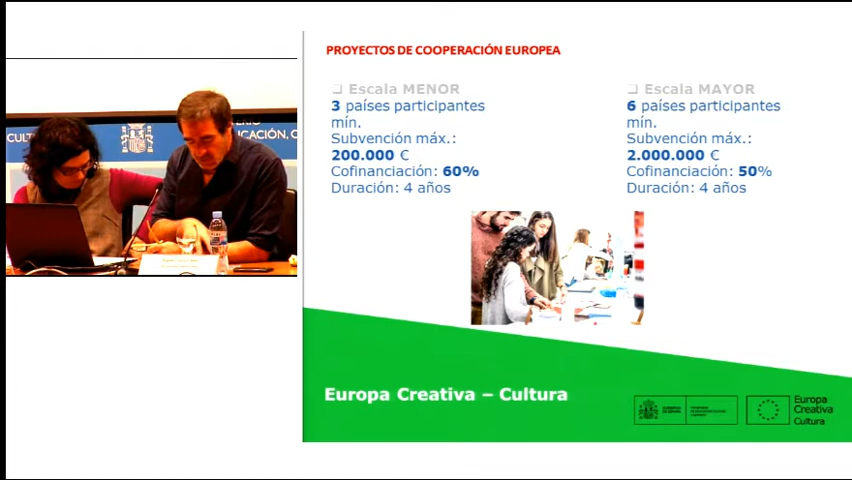 PROYECTOS DE COOPERACIÓN EUROPEA
Escala MENOR
3 países participantes
mín.
Subvención máx.:
200.000 €
Cofinanciación: 60%
Duración: 4 años
Escala MAYOR
6 países participantes
mín.
Subvención máx.:
2.000.000 €
Cofinanciación: 50%
Duración: 4 años
Europa Creativa – Cultura
Europa
Creativa
Cultura